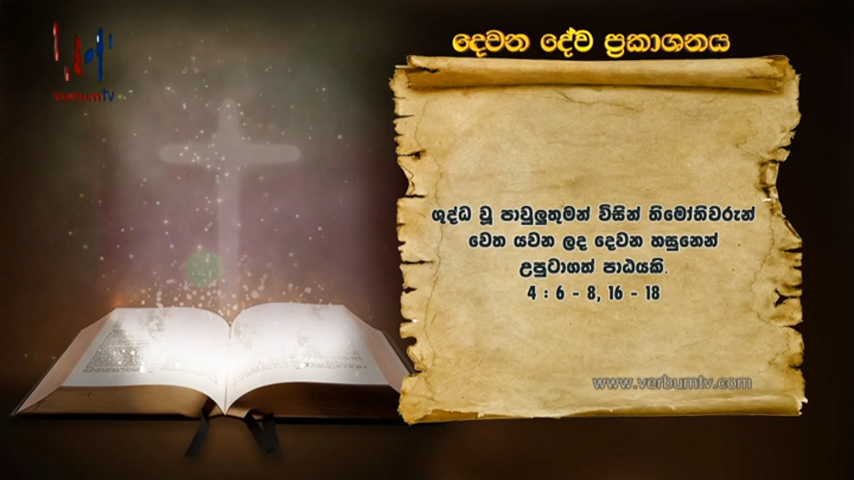 VerbumTV
දෙවන දේව ප්‍රකාශනය
ශුද්ධ වූ පාවුලුතුමන් විසින් තිමෝතිවරුන්
වෙත යවන ලද දෙවන හසුනෙන්
උපුටාගත් පාඨයකි.
4 : 6 - 8, 16 - 18
www.verbumtv.com